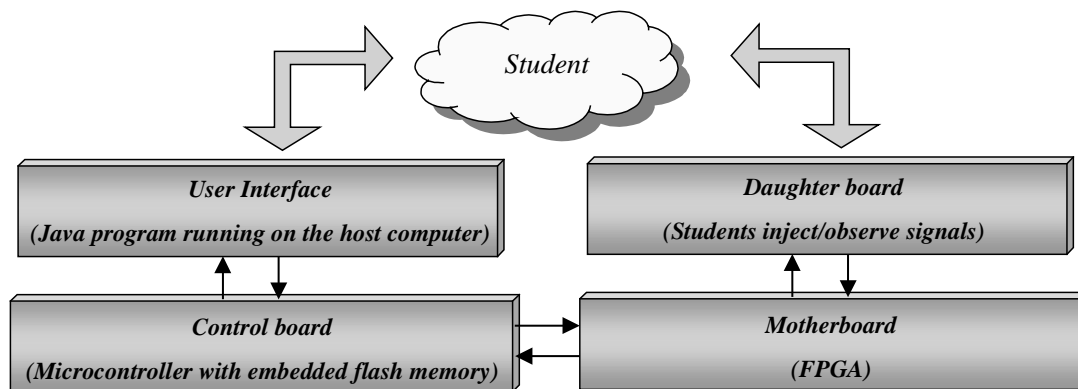 Student
User Interface
(Java program running on the host computer)
Daughter board
(Students inject/observe signals)
Control board
(Microcontroller with embedded flash memory)
Motherboard
(FPGA)